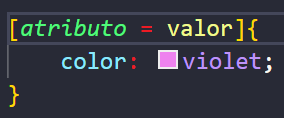 [atributo = valor]{
color: violet;
}